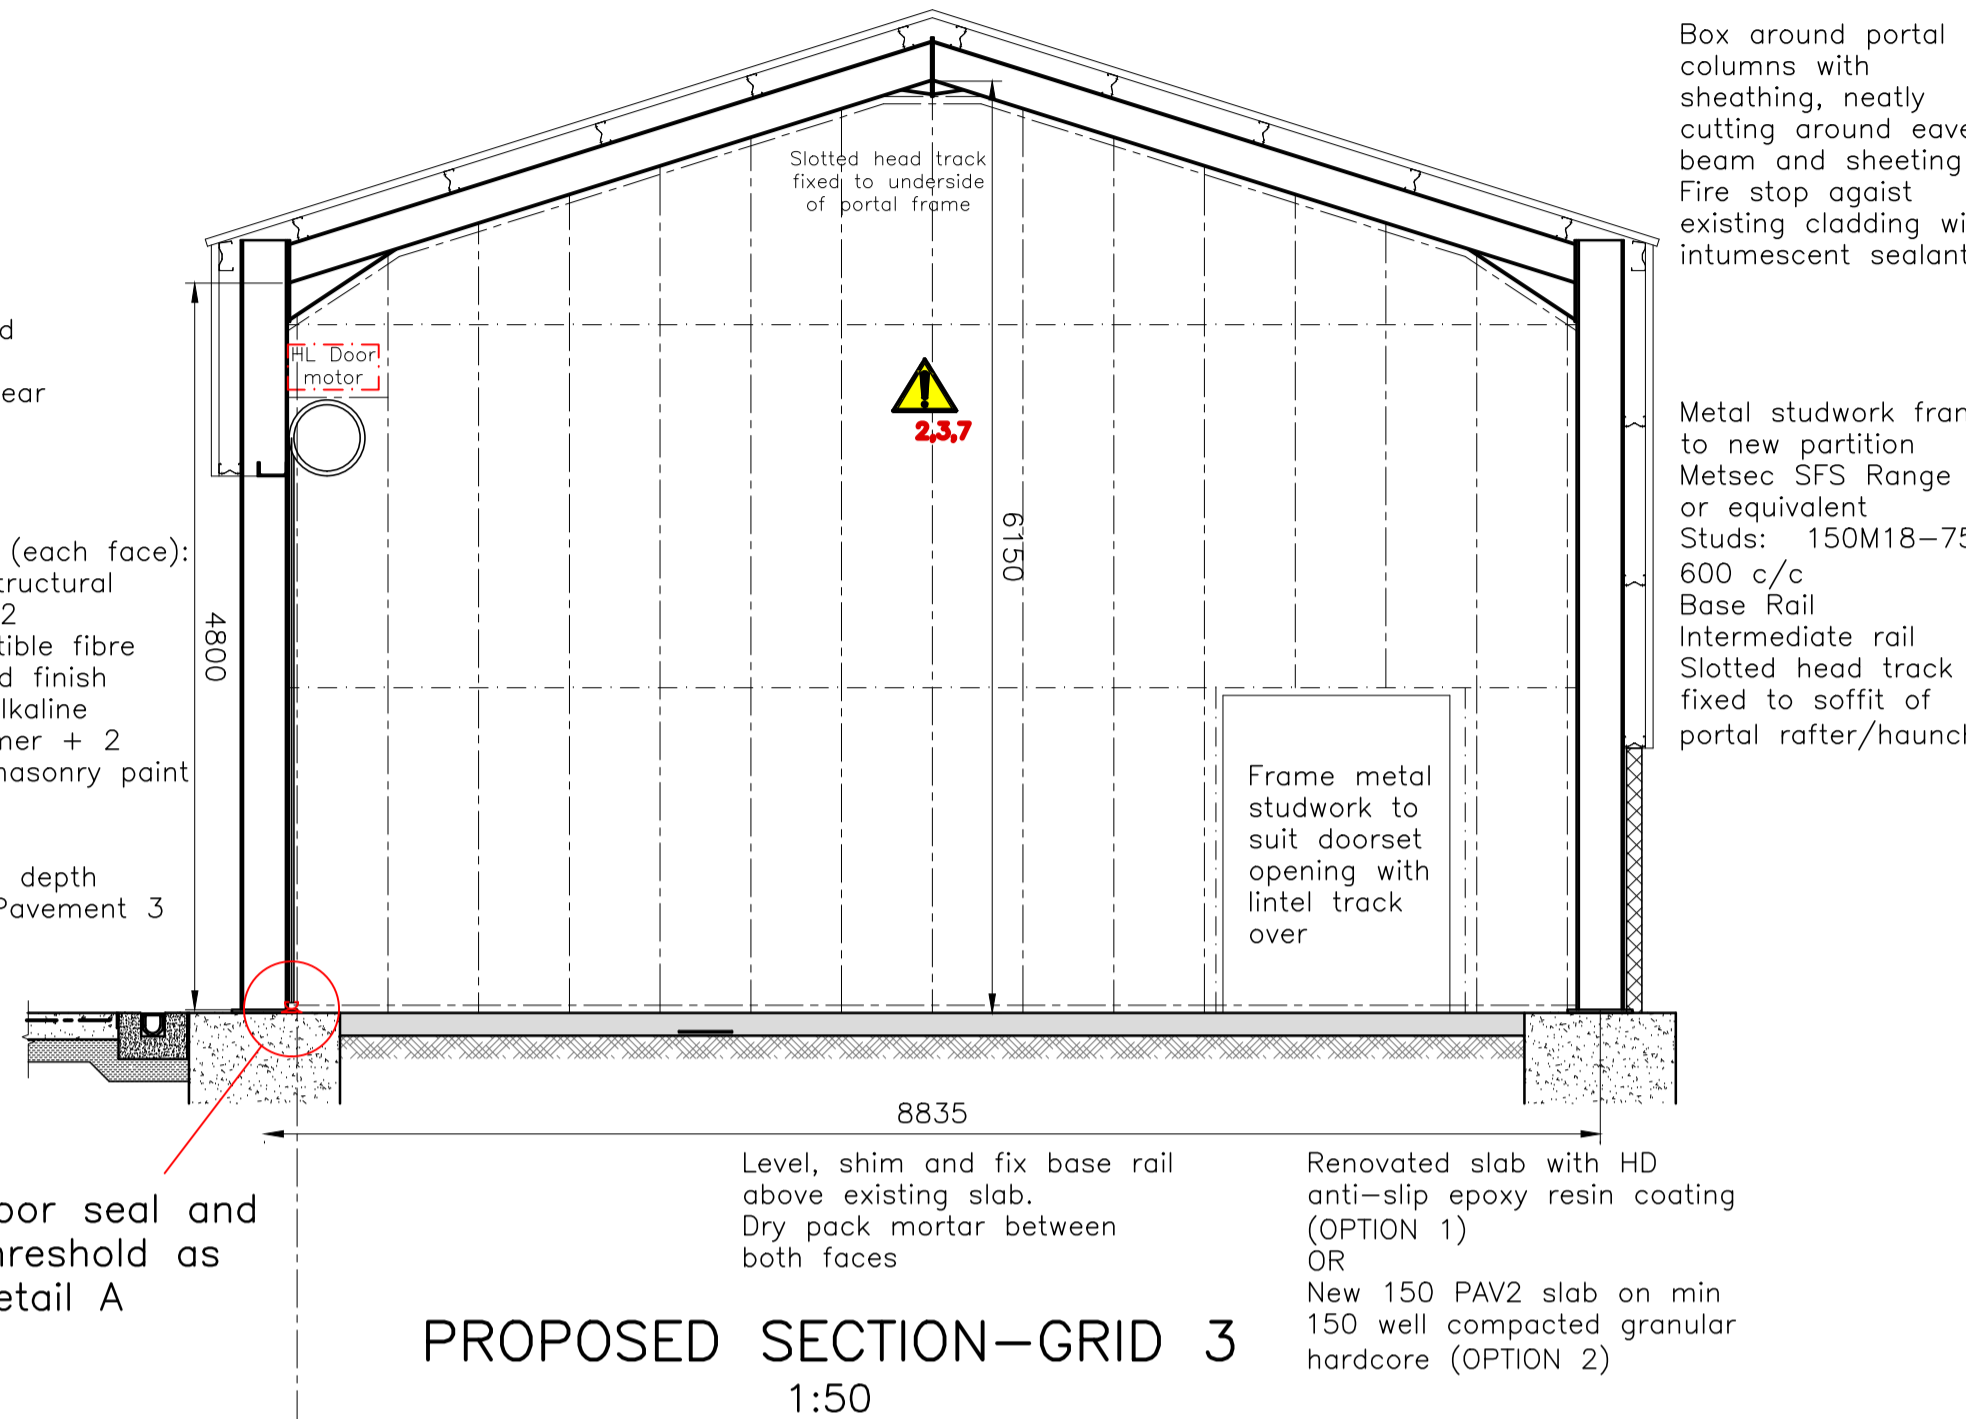 Box around portal
columns with
sheathing, neatly
cutting around eave
beam and sheeting
Fire stop agaist
existing cladding wi
intumescent sealant
Slotted head track
fixed to underside
of portal frame
d
ear
HL Door
motor
2,3,7
Metal studwork fram
to new partition
Metsec SFS Range
or equivalent
Studs: 150M18-75
600 c/c
Base Rail
Intermediate rail
Slotted head track
fixed to soffit of
portal rafter/haunch
6150
(each face):
tructural
2
tible fibre
d finish
lkaline
mer + 2
masonry paint
4800
depth
Pavement 3
Frame metal
studwork to
suit doorset
opening with
lintel track
over
8835
oor seal and
hreshold as
etail A
Level, shim and fix base rail
above existing slab.
Dry pack mortar between
both faces
Renovated slab with HD
anti-slip epoxy resin coating
(OPTION 1)
OR
New 150 PAV2 slab on min
150 well compacted granular
hardcore (OPTION 2)
PROPOSED SECTION-GRID 3
1:50